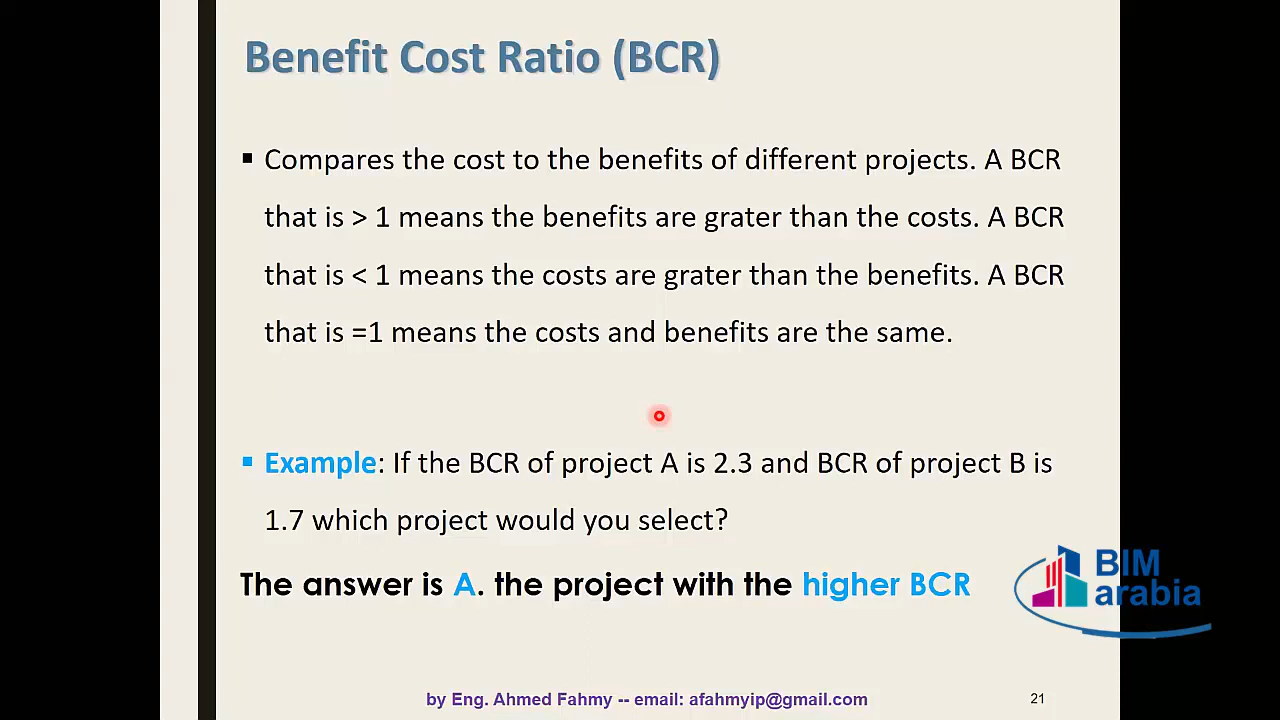 Benefit Cost Ratio (BCR)
▪ Compares the cost to the benefits of different projects. A BCR
that is > 1 means the benefits are grater than the costs. A BCR
that is < 1 means the costs are grater than the benefits. A BCR
that is =1 means the costs and benefits are the same.
▪ Example: If the BCR of project A is 2.3 and BCR of project B is
1.7 which project would you select?
The answer is A. the project with the higher BCR
BIM
arabia
by Eng. Ahmed Fahmy -- email: afahmyip@gmail.com
21